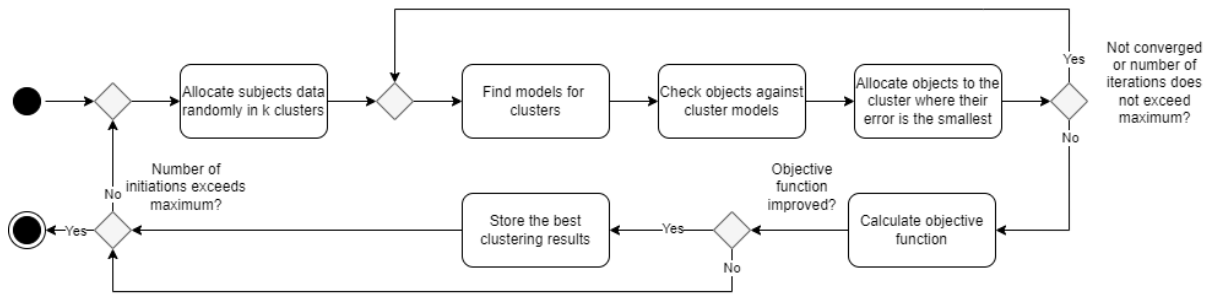 Allocate subjects data
randomly in k clusters
Find models for
clusters
Check objects against
cluster models
Allocate objects to the
cluster where their
error is the smallest
Yes
Not converged
or number of
iterations does
not exceed
maximum?
No
Number of
initiations exceeds
maximum?
No
Yes
Store the best
clustering results
Yes
Objective
function
improved?
No
Calculate objective
function